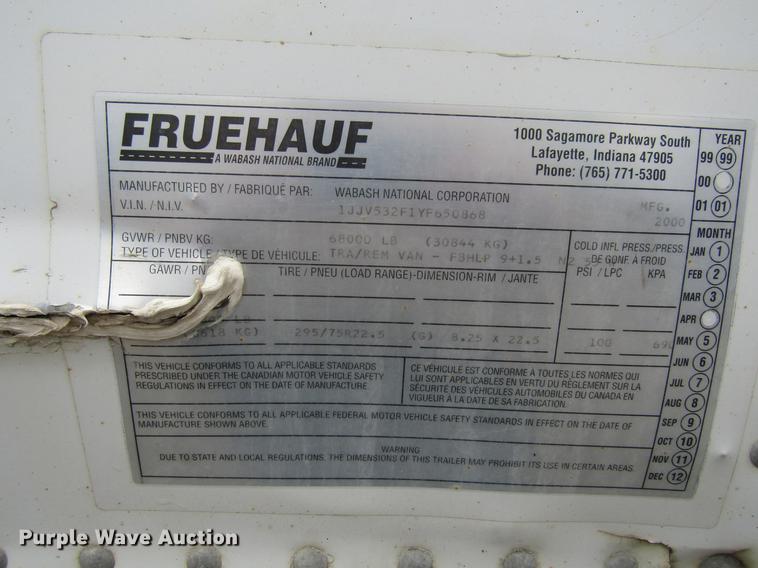 FRUEHAUF
A WABASH NATIONAL BRAND
1000 Sagamore Parkway South
Lafayette, Indiana 47905
Phone: (765) 771-5300
MANUFACTURED BY / FABRIQUÉ PAR: WABASH NATIONAL CORPORATION
V.I.N. / N.I.V. 1JJV532F1YF650868
MFG.
2000
GVWR / PNBV KG: 68000 LB (30844 KG)
TYPE OF VEHICLE / TYPE DE VÉHICULE: TRA/REM VAN - FBHLP 9+1.5
COLD INFL PRESS./PRESS.
DE GONF. À FROID
GAWR / TIRE / PNEU (LOAD RANGE)-DIMENSION-RIM / JANTE PSI / LPC KPA
LB
KG) 295/75R22.5 (G) 8.25 X 22.5 100
THIS VEHICLE CONFORMS TO ALL APPLICABLE STANDARDS
PRESCRIBED UNDER THE CANADIAN MOTOR VEHICLE SAFETY
REGULATIONS IN EFFECT ON THE DATE OF MANUFACTURE
CE VÉHICULE EST CONFORME À TOUTES LES NORMES QUI
LUI SONT APPLICABLES EN VERTU DU RÈGLEMENT SUR LA
SÉCURITÉ DES VÉHICULES AUTOMOBILES DU CANADA EN
VIGUEUR À LA DATE DE SA FABRICATION.
THIS VEHICLE CONFORMS TO ALL APPLICABLE FEDERAL MOTOR VEHICLE SAFETY STANDARDS IN EFFECT ON THE DATE OF
MANUFACTURE SHOWN ABOVE.
WARNING
DUE TO STATE AND LOCAL REGULATIONS. THE DIMENSIONS OF THIS TRAILER MAY PROHIBIT ITS USE IN CERTAIN AREAS.
YEAR
99 99
00
01 01
MONTH
JAN 1
FEB 2
MAR 3
APR
MAY 5
JUN 6
JUL 7
AUG 8
SEP 9
OCT 10
NOV 11
DEC 12
Purple Wave Auction